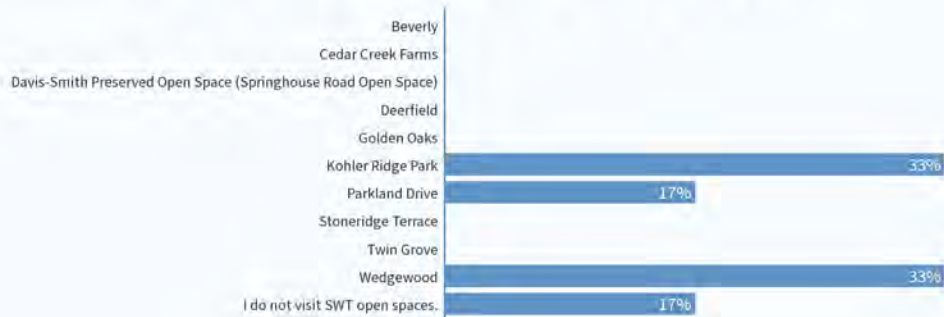 Beverly
Cedar Creek Farms
Davis-Smith Preserved Open Space (Springhouse Road Open Space)
Deerfield
Golden Oaks
Kohler Ridge Park 33%
Parkland Drive 17%
Stoneridge Terrace
Twin Grove
Wedgewood 33%
I do not visit SWT open spaces. 17%